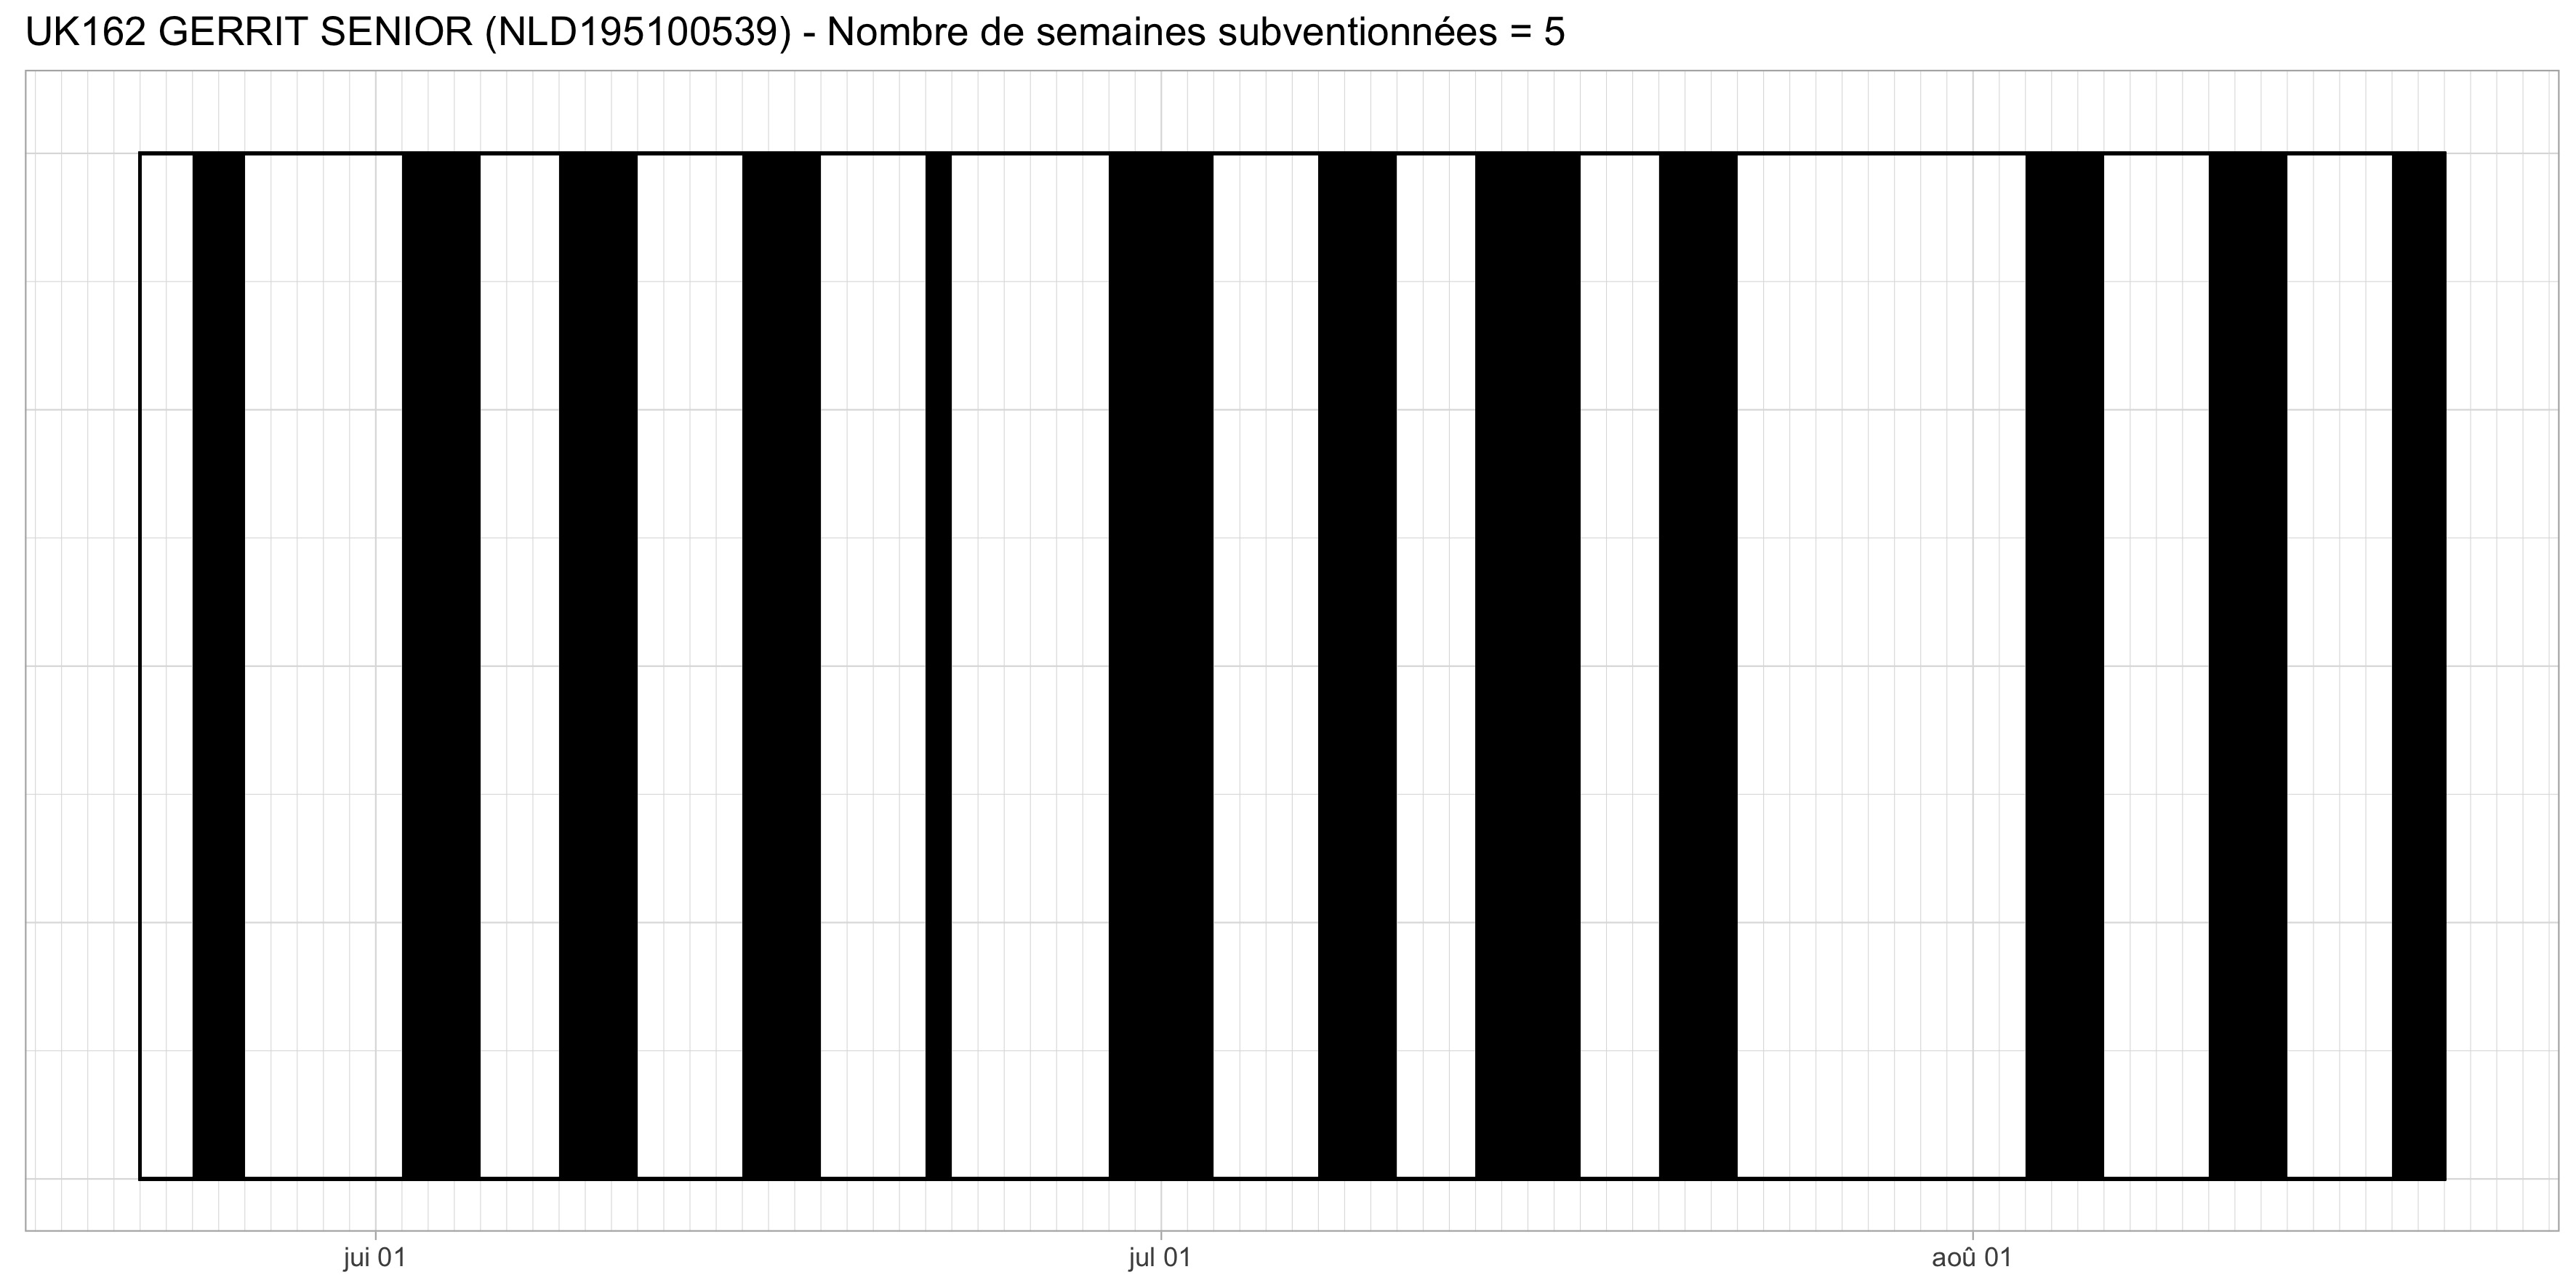 UK162 GERRIT SENIOR (NLD195100539) - Nombre de semaines subventionnées = 5
jui 01
jul 01
aoû 01